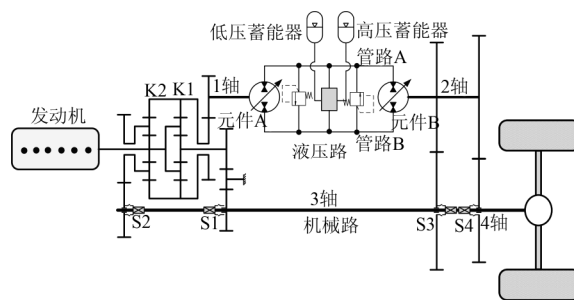 低压蓄能器 高压蓄能器
管路A
K2 K1
1轴 2轴
发动机
元件A 元件B
液压路 管路B
3轴
S2 S1 机械路 S3 S4 4轴